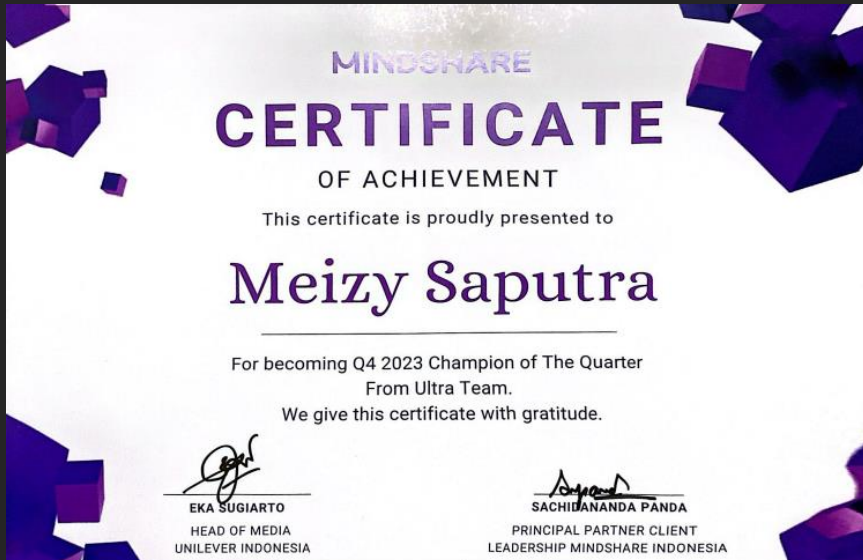 MINDSHARE
CERTIFICATE
OF ACHIEVEMENT
This certificate is proudly presented to
Meizy Saputra
For becoming Q4 2023 Champion of The Quarter
From Ultra Team.
We give this certificate with gratitude.
EKA SUGIARTO
HEAD OF MEDIA
UNILEVER INDONESIA
SACHIDANANDA PANDA
PRINCIPAL PARTNER CLIENT
LEADERSHIP MINDSHARE INDONESIA